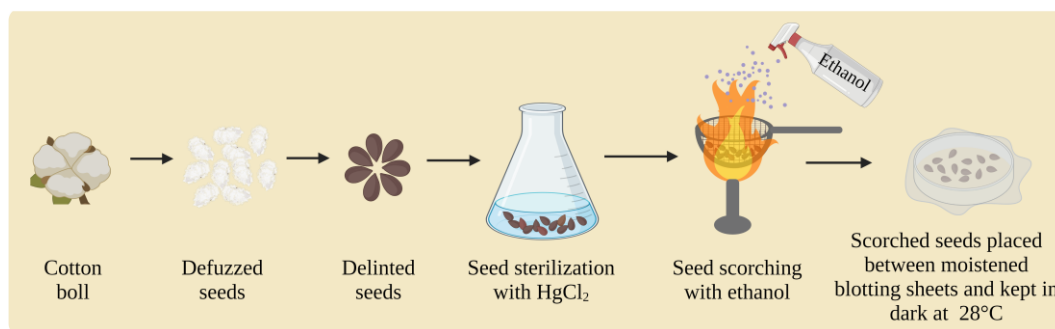 Ethanol
Cotton
boll
Defuzzed
seeds
Delinted
seeds
Seed sterilization
with HgCl₂
Seed scorching
with ethanol
Scorched seeds placed
between moistened
blotting sheets and kept in
dark at 28°C